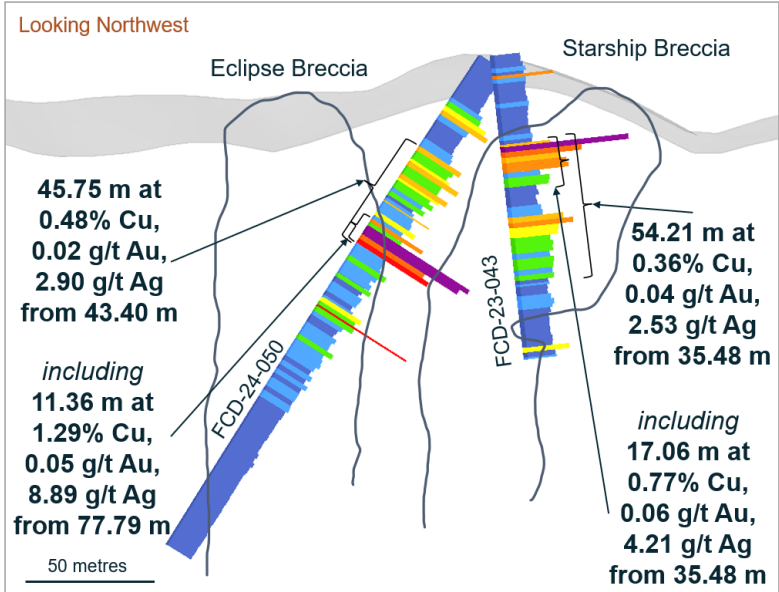 Looking Northwest
Eclipse Breccia
Starship Breccia
45.75 m at
0.48% Cu,
0.02 g/t Au,
2.90 g/t Ag
from 43.40 m
including
11.36 m at
1.29% Cu,
0.05 g/t Au,
8.89 g/t Ag
from 77.79 m
FCD-24-050
FCD-23-043
54.21 m at
0.36% Cu,
0.04 g/t Au,
2.53 g/t Ag
from 35.48 m
including
17.06 m at
0.77% Cu,
0.06 g/t Au,
4.21 g/t Ag
from 35.48 m
50 metres